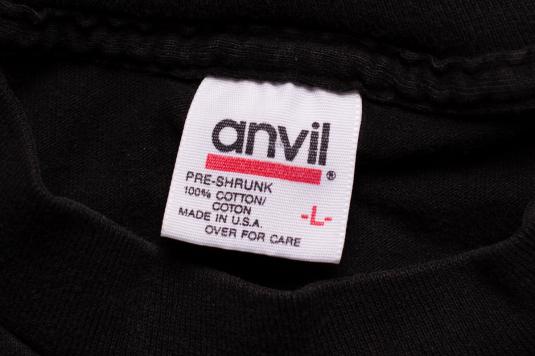 anvil ®
PRE-SHRUNK
100% COTTON/
COTON
-L-
MADE IN U.S.A.
OVER FOR CARE